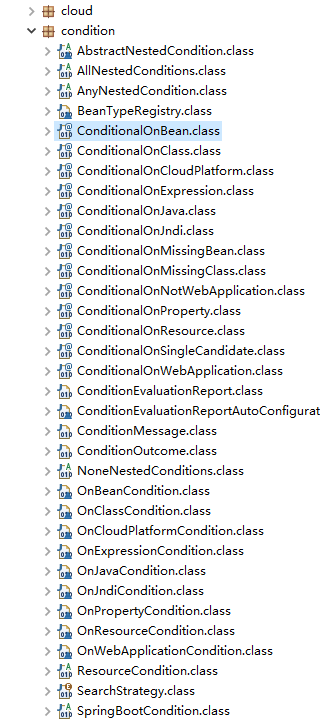 cloud
condition
AbstractNestedCondition.class
AllNestedConditions.class
AnyNestedCondition.class
BeanTypeRegistry.class
ConditionalOnBean.class
ConditionalOnClass.class
ConditionalOnCloudPlatform.class
ConditionalOnExpression.class
ConditionalOnJava.class
ConditionalOnJndi.class
ConditionalOnMissingBean.class
ConditionalOnMissingClass.class
ConditionalOnNotWebApplication.class
ConditionalOnProperty.class
ConditionalOnResource.class
ConditionalOnSingleCandidate.class
ConditionalOnWebApplication.class
ConditionEvaluationReport.class
ConditionEvaluationReportAutoConfigurat
ConditionMessage.class
ConditionOutcome.class
NoneNestedConditions.class
OnBeanCondition.class
OnClassCondition.class
OnCloudPlatformCondition.class
OnExpressionCondition.class
OnJavaCondition.class
OnJndiCondition.class
OnPropertyCondition.class
OnResourceCondition.class
OnWebApplicationCondition.class
ResourceCondition.class
SearchStrategy.class
SpringBootCondition.class